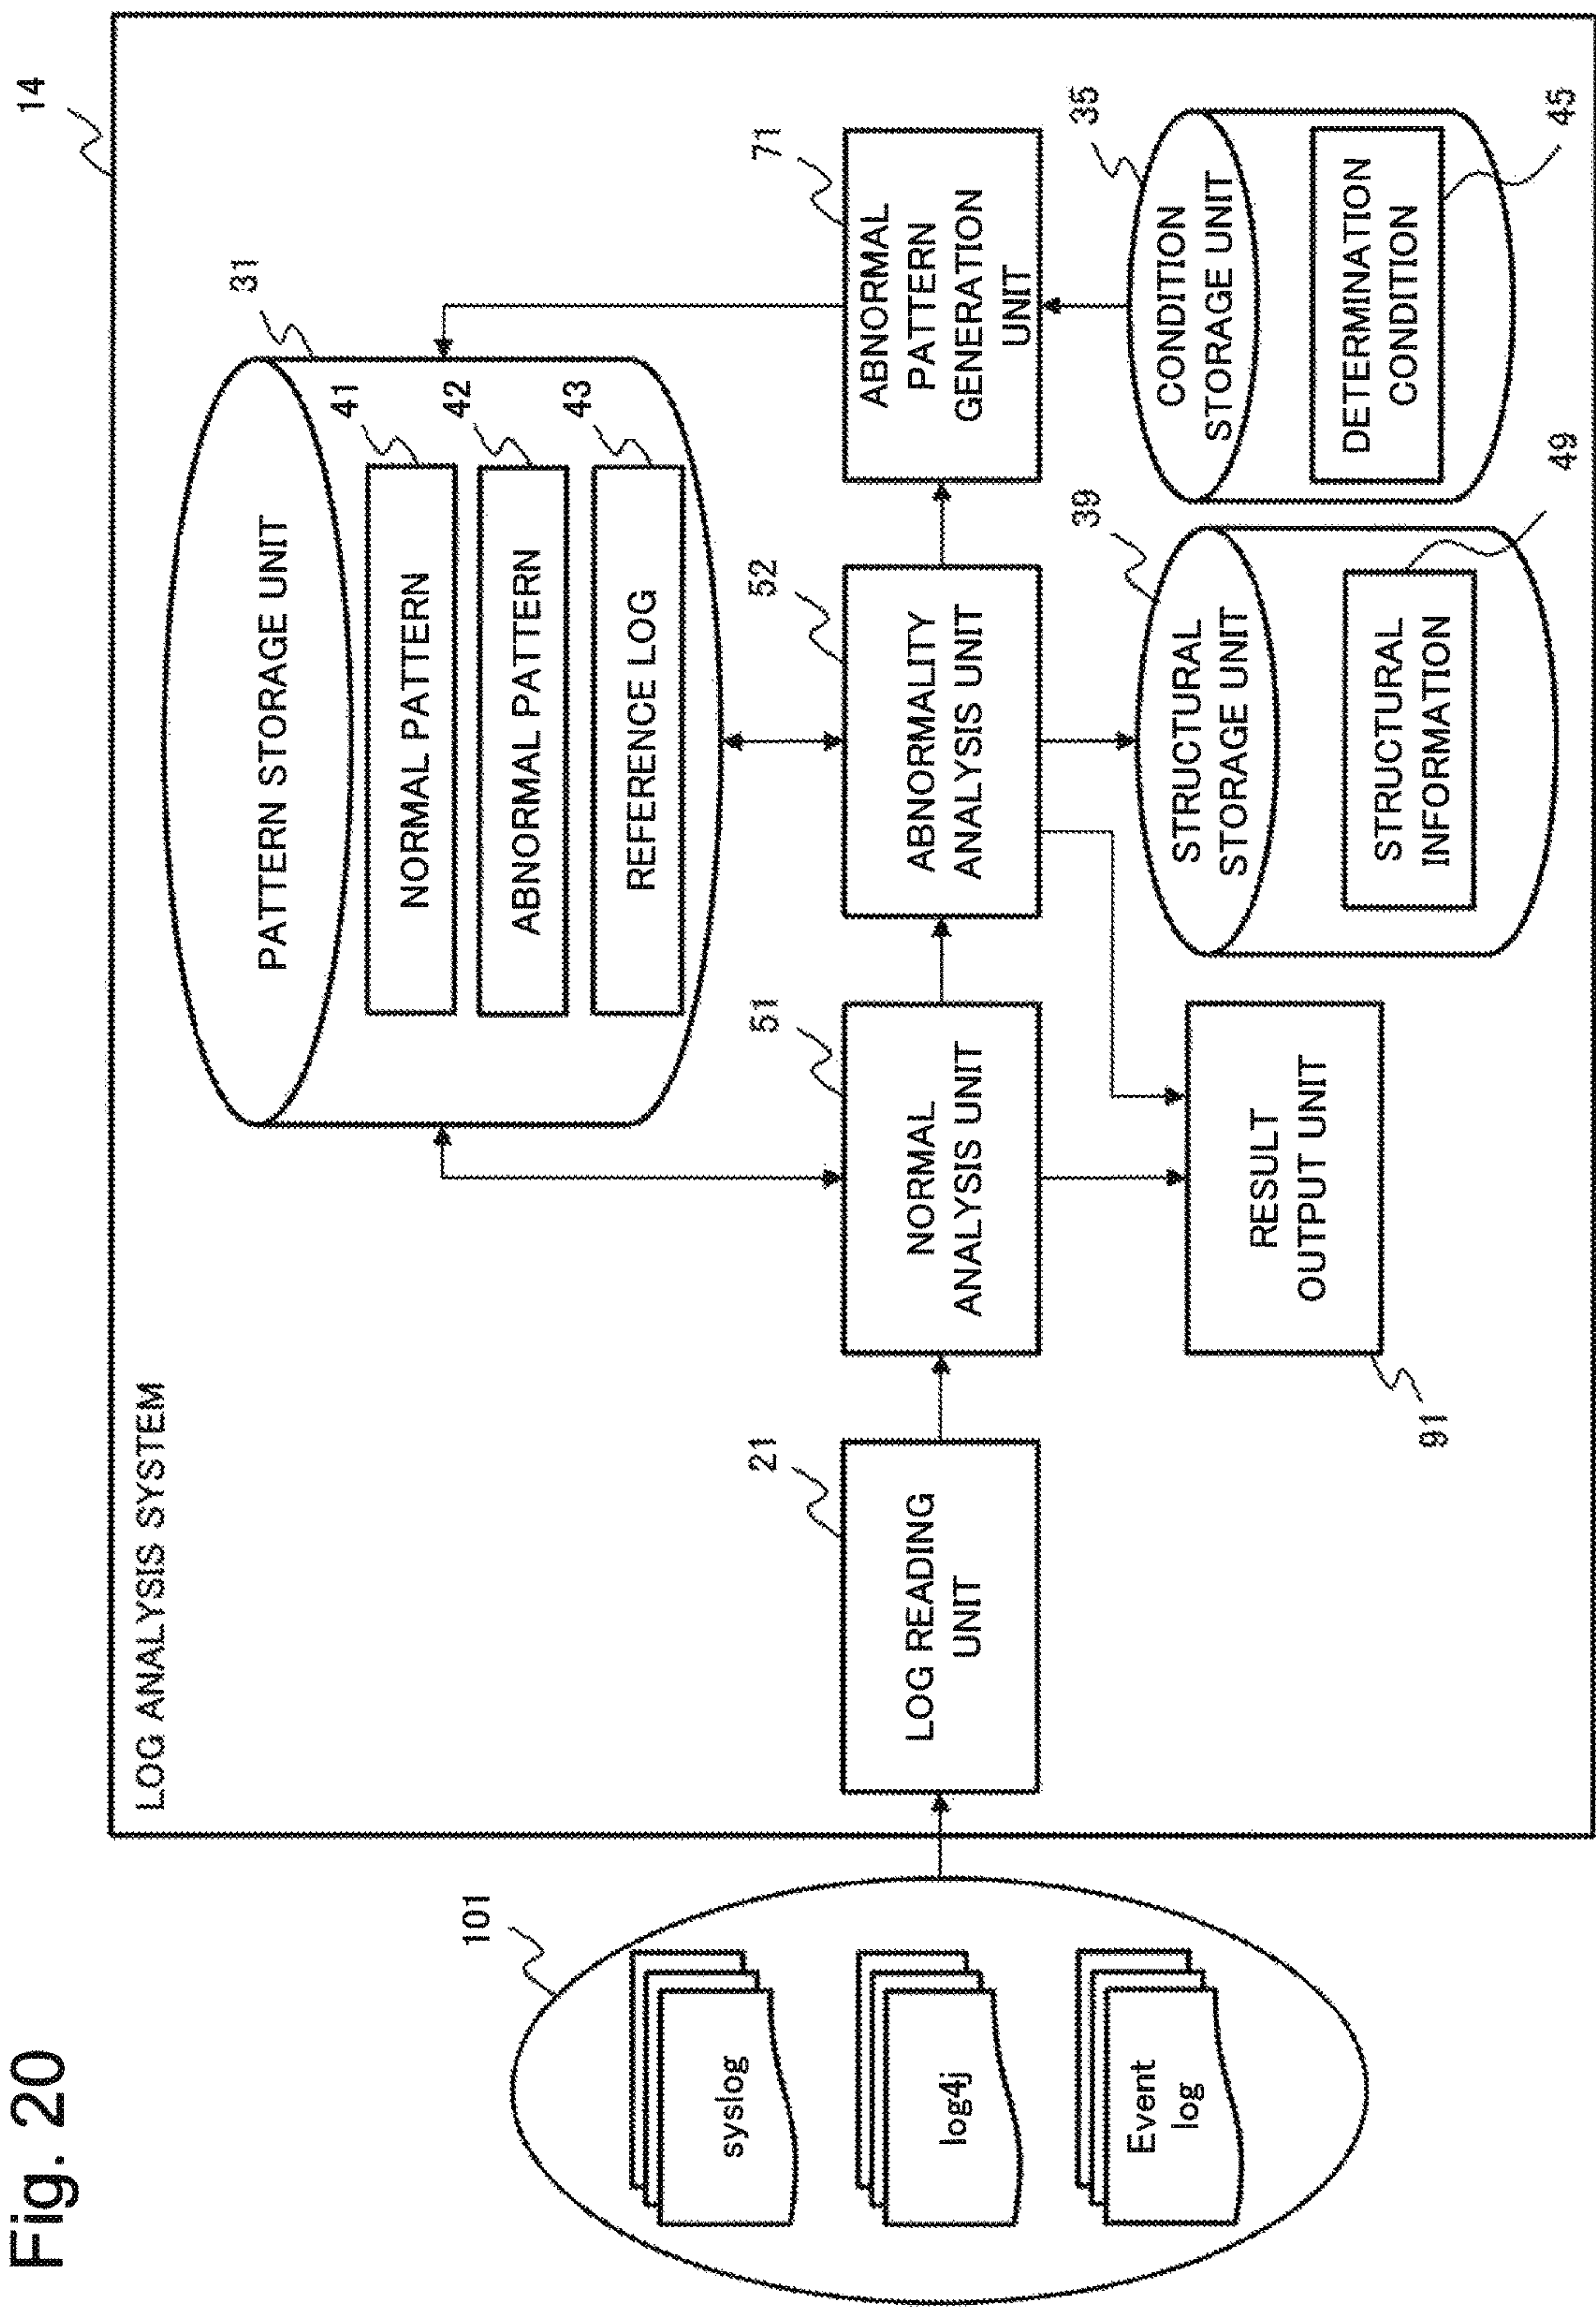 Fig. 20
14
LOG ANALYSIS SYSTEM
31
PATTERN STORAGE UNIT
41
NORMAL PATTERN
42
ABNORMAL PATTERN
43
REFERENCE LOG
101
syslog
log4j
Event
log
21
LOG READING
UNIT
51
NORMAL
ANALYSIS UNIT
52
ABNORMALITY
ANALYSIS UNIT
71
ABNORMAL
PATTERN
GENERATION
UNIT
91
RESULT
OUTPUT UNIT
39
STRUCTURAL
STORAGE UNIT
STRUCTURAL
INFORMATION
49
35
CONDITION
STORAGE UNIT
DETERMINATION
CONDITION
45